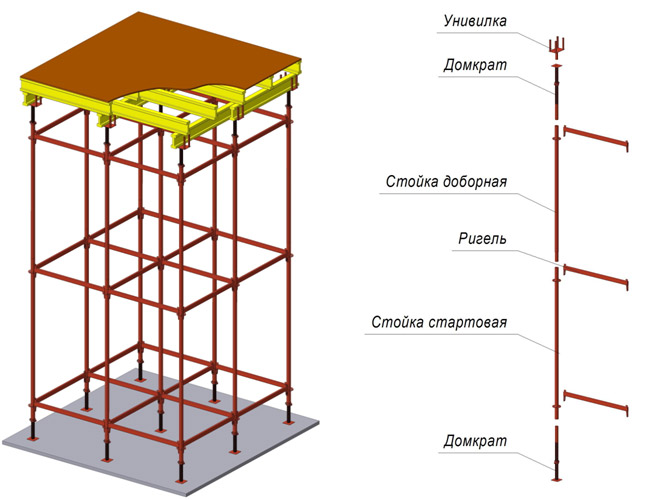 Унивилка
Домкрат
Стойка доборная
Ригель
Стойка стартовая
Домкрат